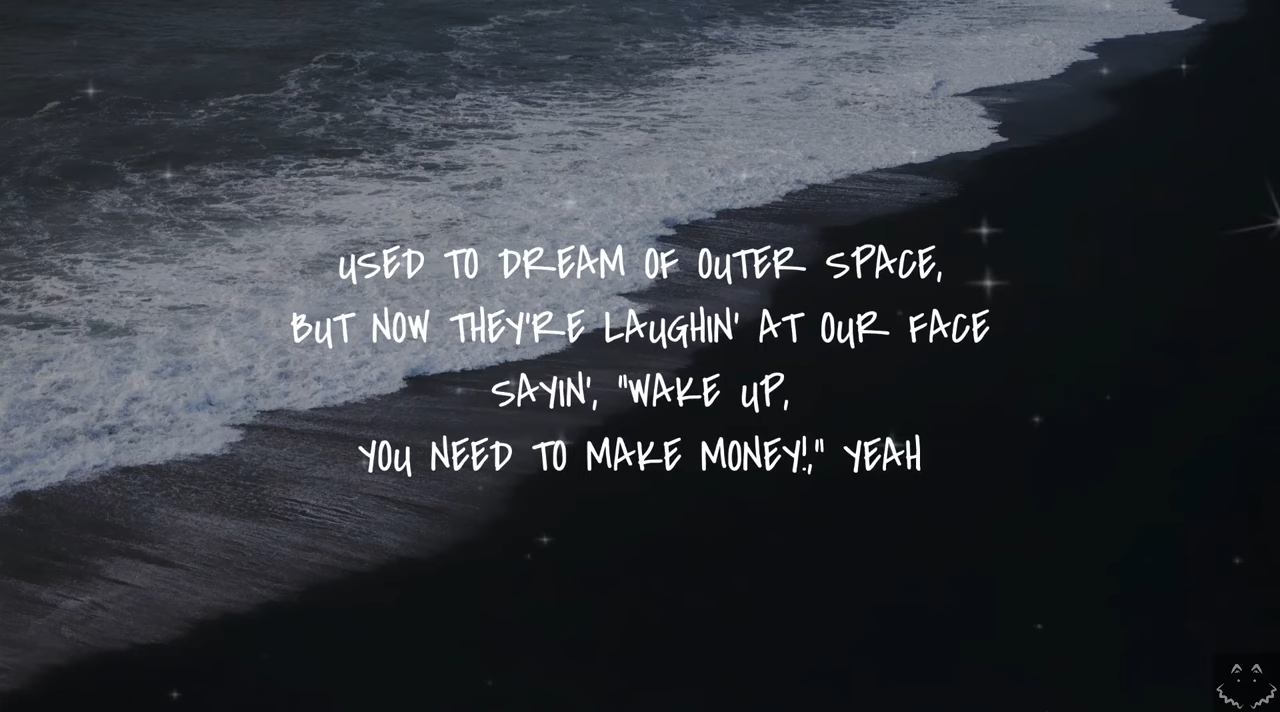 USED TO DREAM OF OUTER SPACE,
BUT NOW THEY'RE LAUGHIN' AT OUR FACE
SAYIN', "WAKE UP,
YOU NEED TO MAKE MONEY!," YEAH